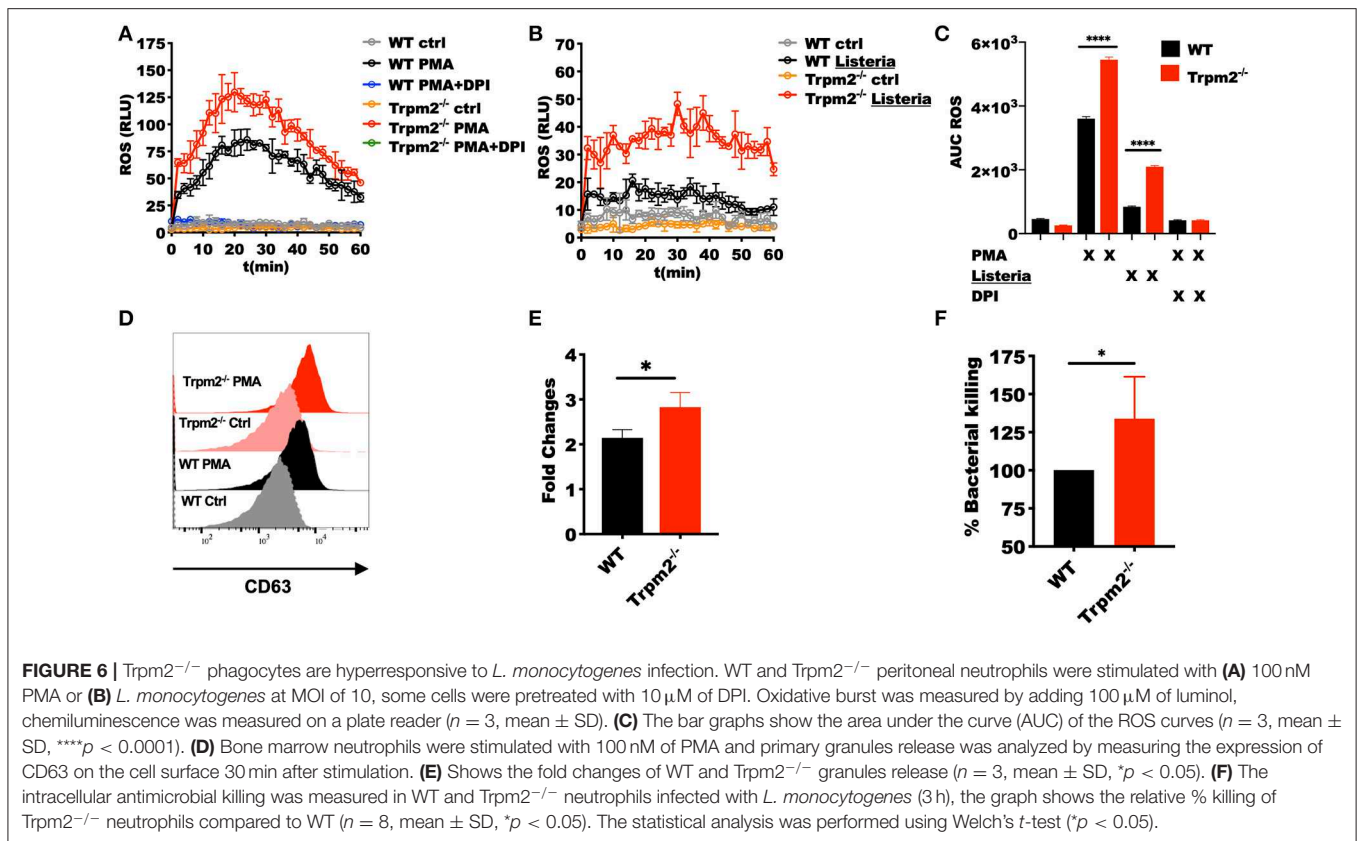 A
175
150
125
100
75
50
25
0
ROS (RLU)
0 10 20 30 40 50 60
t(min)
WT ctrl
WT PMA
WT PMA+DPI
Trpm2-/- ctrl
Trpm2-/- PMA
Trpm2-/- PMA+DPI
B
70
60
50
40
30
20
10
0
ROS (RLU)
0 10 20 30 40 50 60
t(min)
WT ctrl
WT Listeria
Trpm2-/- ctrl
Trpm2-/- Listeria
C
6×10³
4×10³
2×10³
0
AUC ROS
****
****
WT
Trpm2-/-
PMA X X X X
Listeria X X
DPI X X
D
Trpm2-/- PMA
Trpm2-/- Ctrl
WT PMA
WT Ctrl
10² 10³ 10⁴
CD63
E
4
3
2
1
0
Fold Changes
*
WT
Trpm2-/-
F
175
150
125
100
75
50
% Bacterial killing
*
WT
Trpm2-/-
FIGURE 6 | Trpm2−/− phagocytes are hyperresponsive to L. monocytogenes infection. WT and Trpm2−/− peritoneal neutrophils were stimulated with (A) 100 nM
PMA or (B) L. monocytogenes at MOI of 10, some cells were pretreated with 10 μM of DPI. Oxidative burst was measured by adding 100 μM of luminol,
chemiluminescence was measured on a plate reader (n = 3, mean ± SD). (C) The bar graphs show the area under the curve (AUC) of the ROS curves (n = 3, mean ±
SD, ****p < 0.0001). (D) Bone marrow neutrophils were stimulated with 100 nM of PMA and primary granules release was analyzed by measuring the expression of
CD63 on the cell surface 30 min after stimulation. (E) Shows the fold changes of WT and Trpm2−/− granules release (n = 3, mean ± SD, *p < 0.05). (F) The
intracellular antimicrobial killing was measured in WT and Trpm2−/− neutrophils infected with L. monocytogenes (3 h), the graph shows the relative % killing of
Trpm2−/− neutrophils compared to WT (n = 8, mean ± SD, *p < 0.05). The statistical analysis was performed using Welch's t-test (*p < 0.05).